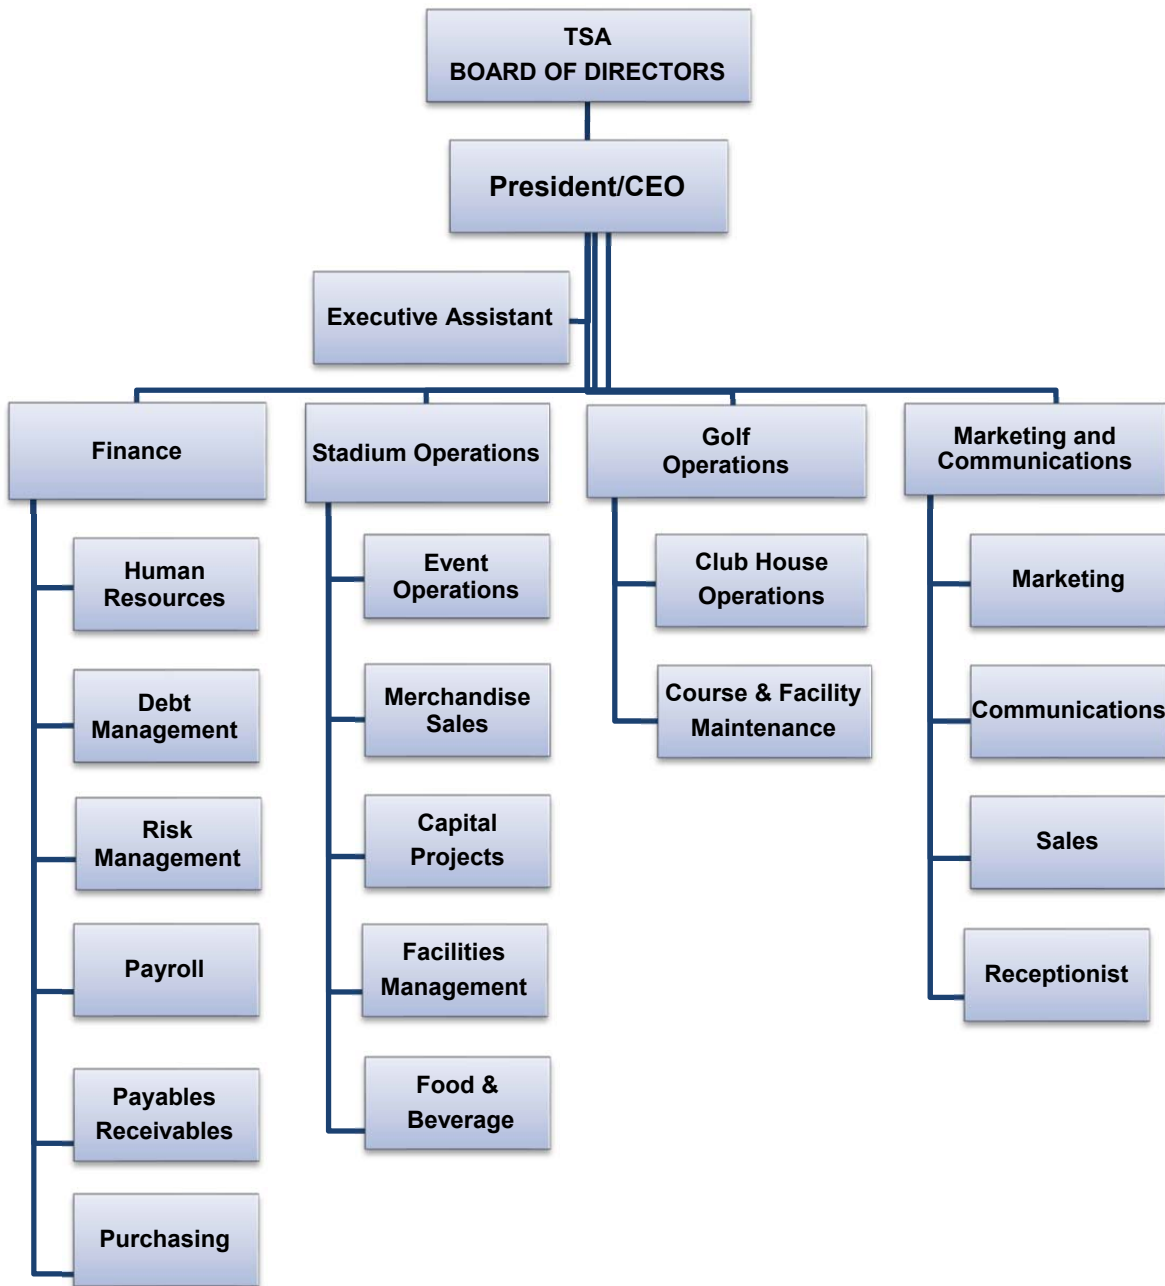 TSA
BOARD OF DIRECTORS
President/CEO
Executive Assistant
Finance
Human
Resources
Debt
Management
Risk
Management
Payroll
Payables
Receivables
Purchasing
Stadium Operations
Event
Operations
Merchandise
Sales
Capital
Projects
Facilities
Management
Food &
Beverage
Golf
Operations
Club House
Operations
Course & Facility
Maintenance
Marketing and
Communications
Marketing
Communications
Sales
Receptionist